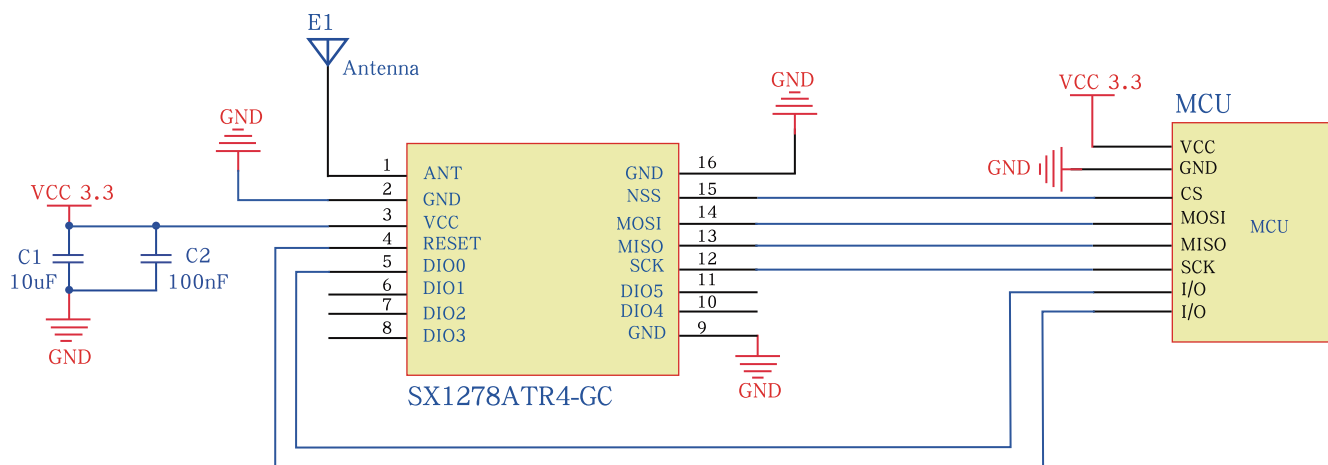 E1
Antenna
GND
VCC 3.3
C1
10uF
C2
100nF
GND
1
2
3
4
5
6
7
8
ANT
GND
VCC
RESET
DIO0
DIO1
DIO2
DIO3
GND
NSS
MOSI
MISO
SCK
DIO5
DIO4
GND
16
15
14
13
12
11
10
9
SX1278ATR4-GC
GND
GND
VCC 3.3
GND
MCU
VCC
GND
CS
MOSI
MISO
SCK
I/O
I/O
MCU